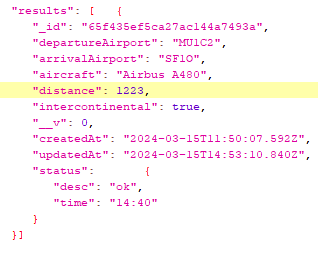 "results": [   {
"_id": "65f435ef5ca27ac144a7493a",
"departureAirport": "MU1C2",
"arrivalAirport": "SF1O",
"aircraft": "Airbus A480",
"distance": 1223,
"intercontinental": true,
"__v": 0,
"createdAt": "2024-03-15T11:50:07.592Z",
"updatedAt": "2024-03-15T14:53:10.840Z",
"status":       {
"desc": "ok",
"time": "14:40"
}
}]